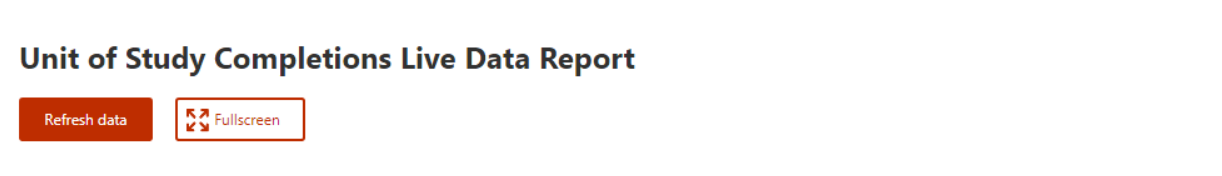 Unit of Study Completions Live Data Report
Refresh data
Fullscreen